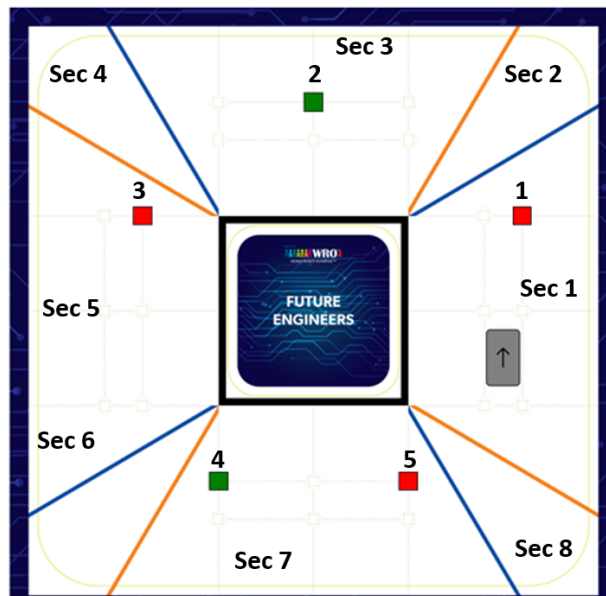 Sec 3
Sec 4
2
Sec 2
3
1
Sec 1
WRO
FUTURE
ENGINEERS
Sec 5
↑
Sec 6
4
5
Sec 7
Sec 8